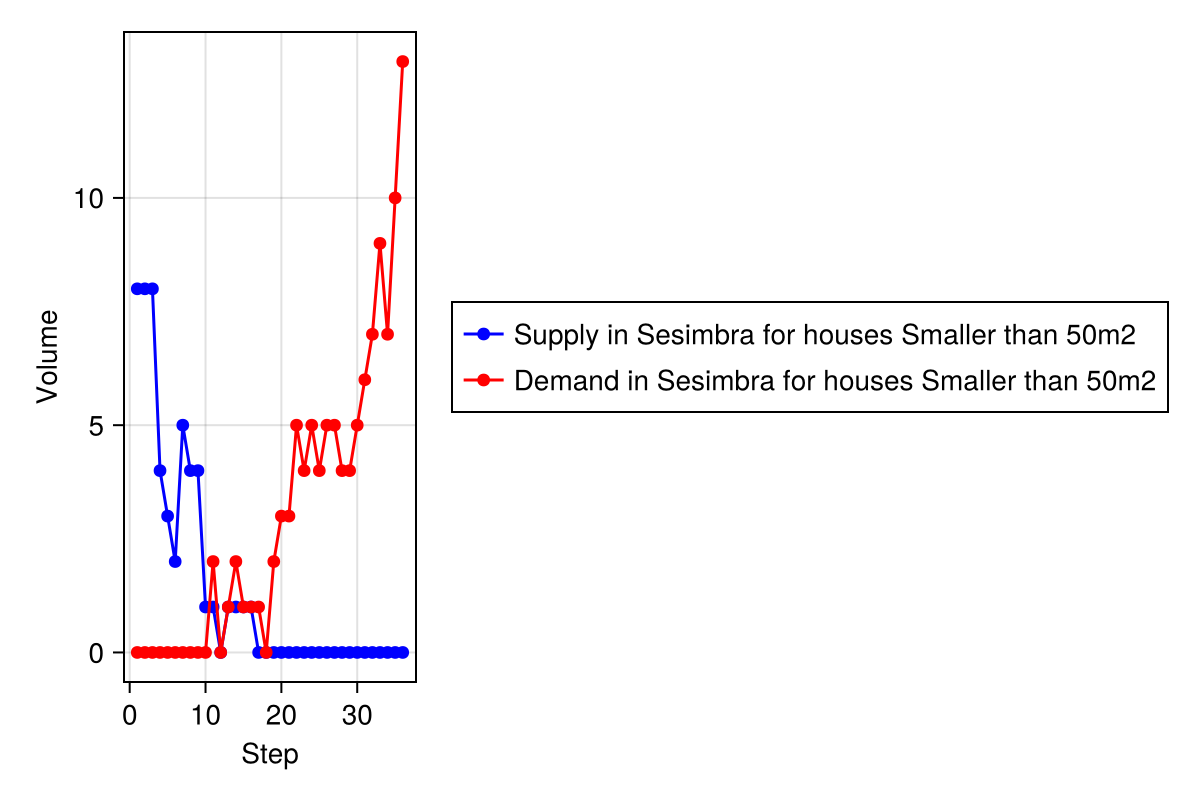 10
5
0
Volume
0 10 20 30
Step
Supply in Sesimbra for houses Smaller than 50m2
Demand in Sesimbra for houses Smaller than 50m2